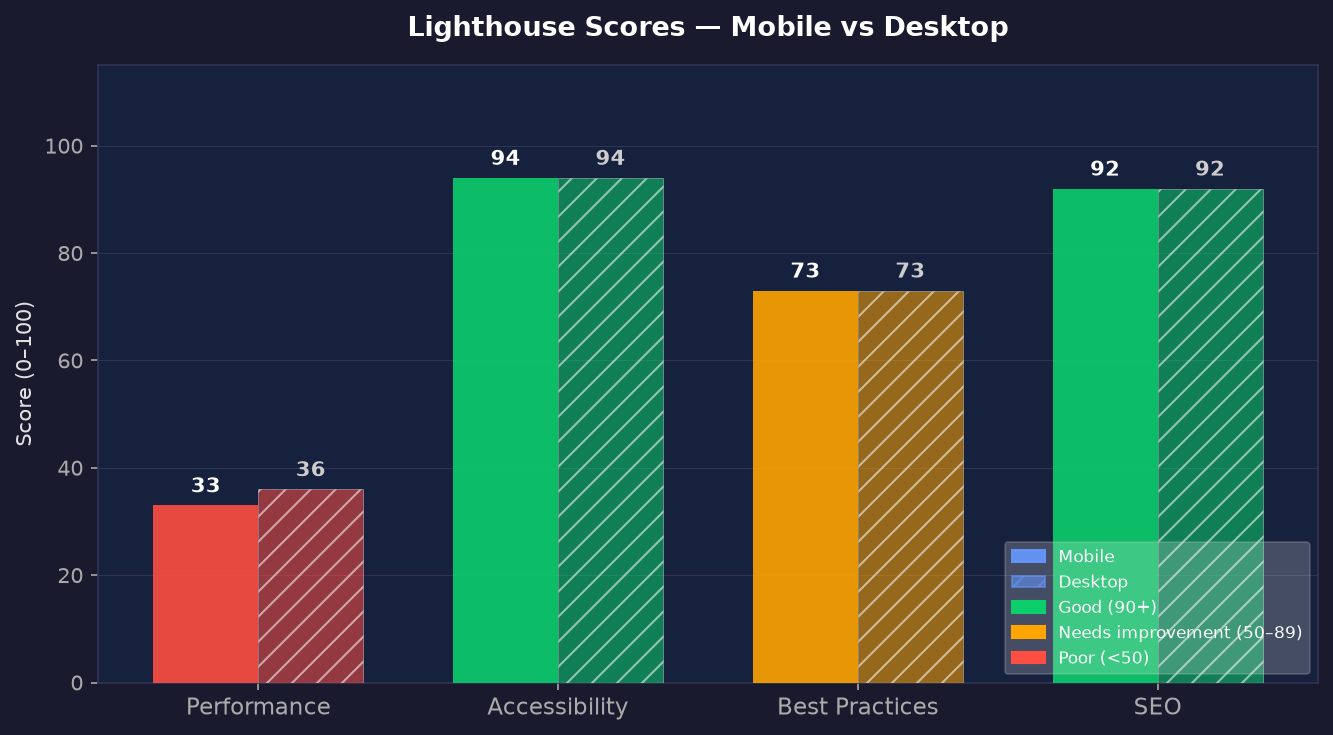 Lighthouse Scores — Mobile vs Desktop
Score (0–100)
100
80
60
40
20
0
33
36
94
94
73
73
92
92
Performance
Accessibility
Best Practices
SEO
Mobile
Desktop
Good (90+)
Needs improvement (50–89)
Poor (<50)